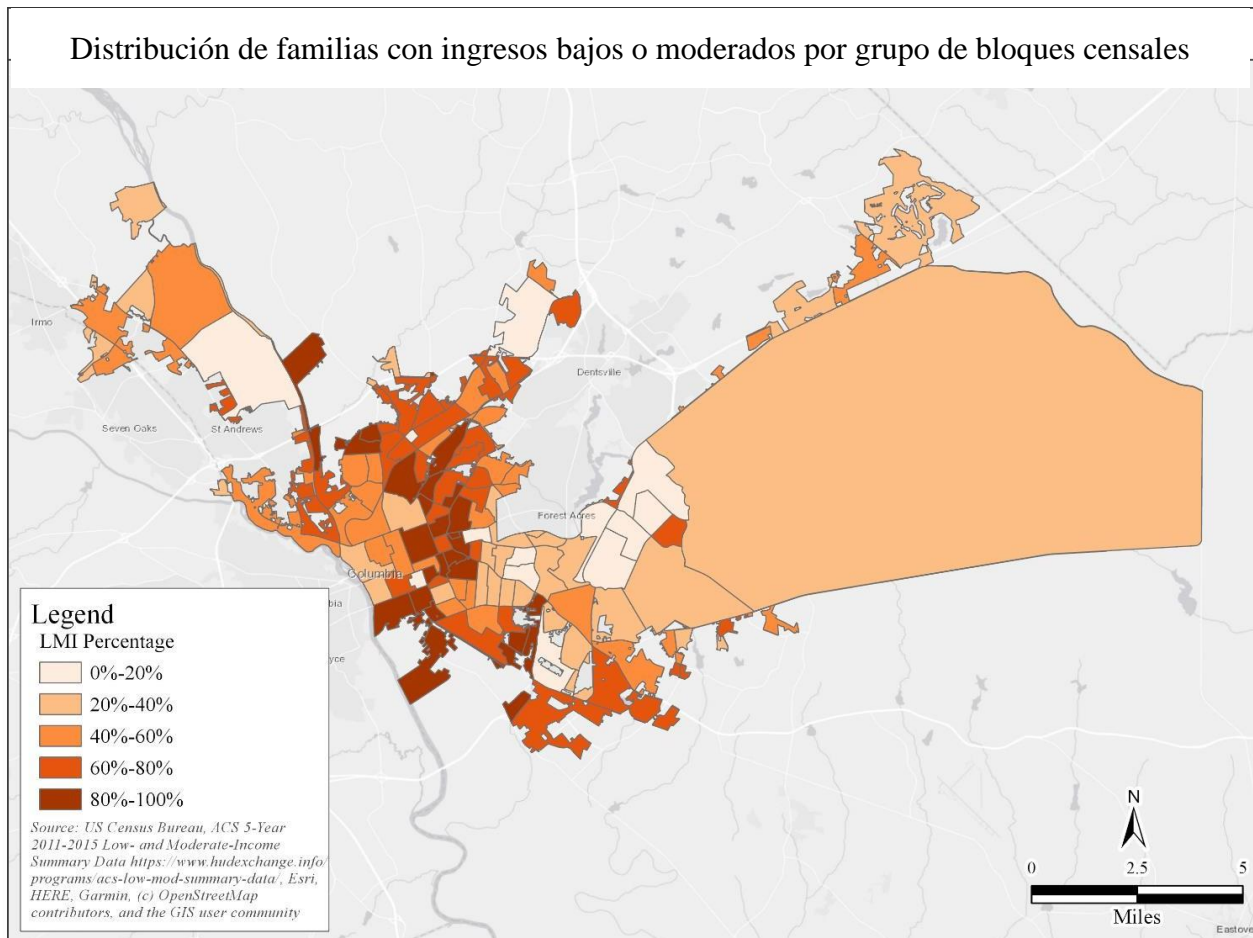 Distribución de familias con ingresos bajos o moderados por grupo de bloques censales
Irmo
Seven Oaks
St Andrews
Dentsville
Forest Acres
Columbia
bia
yce
Legend
LMI Percentage
0%-20%
20%-40%
40%-60%
60%-80%
80%-100%
Source: US Census Bureau, ACS 5-Year
2011-2015 Low- and Moderate-Income
Summary Data https://www.hudexchange.info/
programs/acs-low-mod-summary-data/, Esri,
HERE, Garmin, (c) OpenStreetMap
contributors, and the GIS user community
N
0 2.5 5
Miles
Eastove